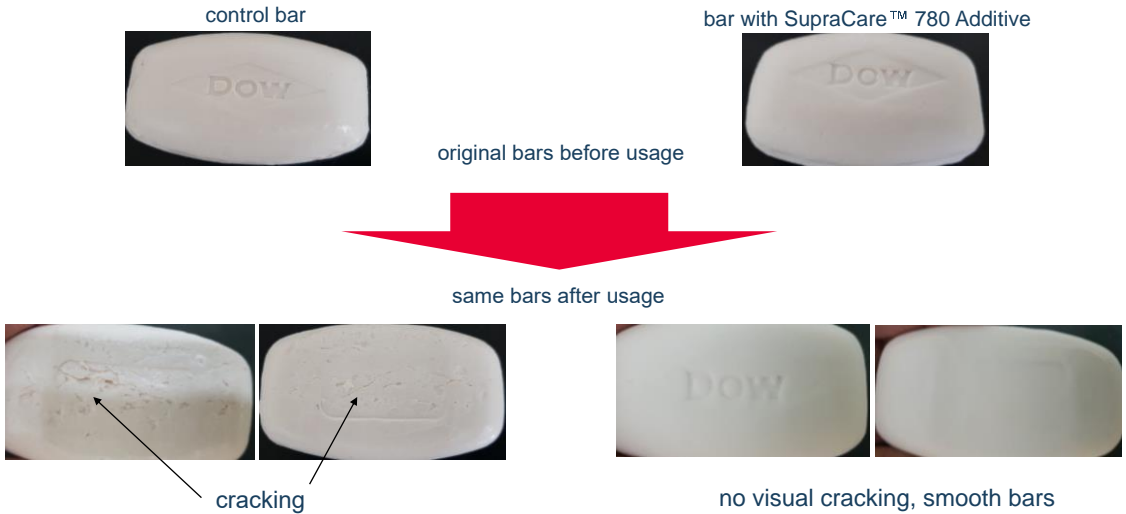 control bar
bar with SupraCare™ 780 Additive
Dow
Dow
original bars before usage
same bars after usage
Dow
cracking
no visual cracking, smooth bars